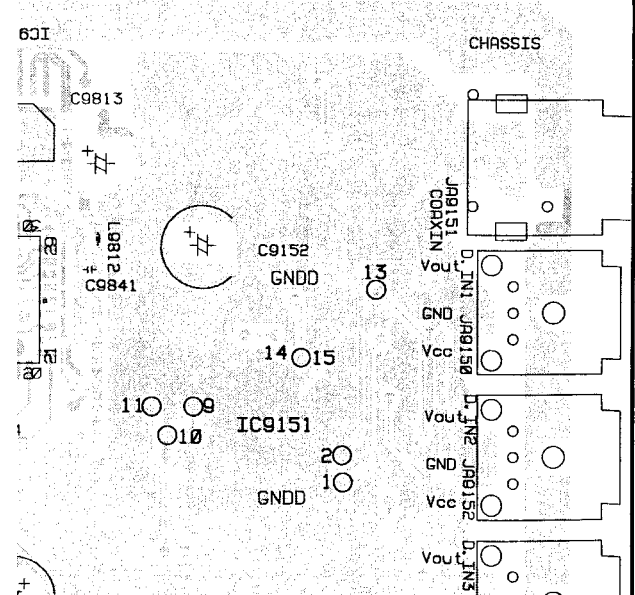 IC9
CHASSIS
C9813
+
JA9151
COAXIN
L9812
+
C9152
C9841
GNDD
13
Vout
GND
Vcc
D. IN1 JA9150
14 15
11 9
10
IC9151
2
1
GNDD
Vout
GND
Vcc
D. IN2 JA9152
Vout
D. IN3
+